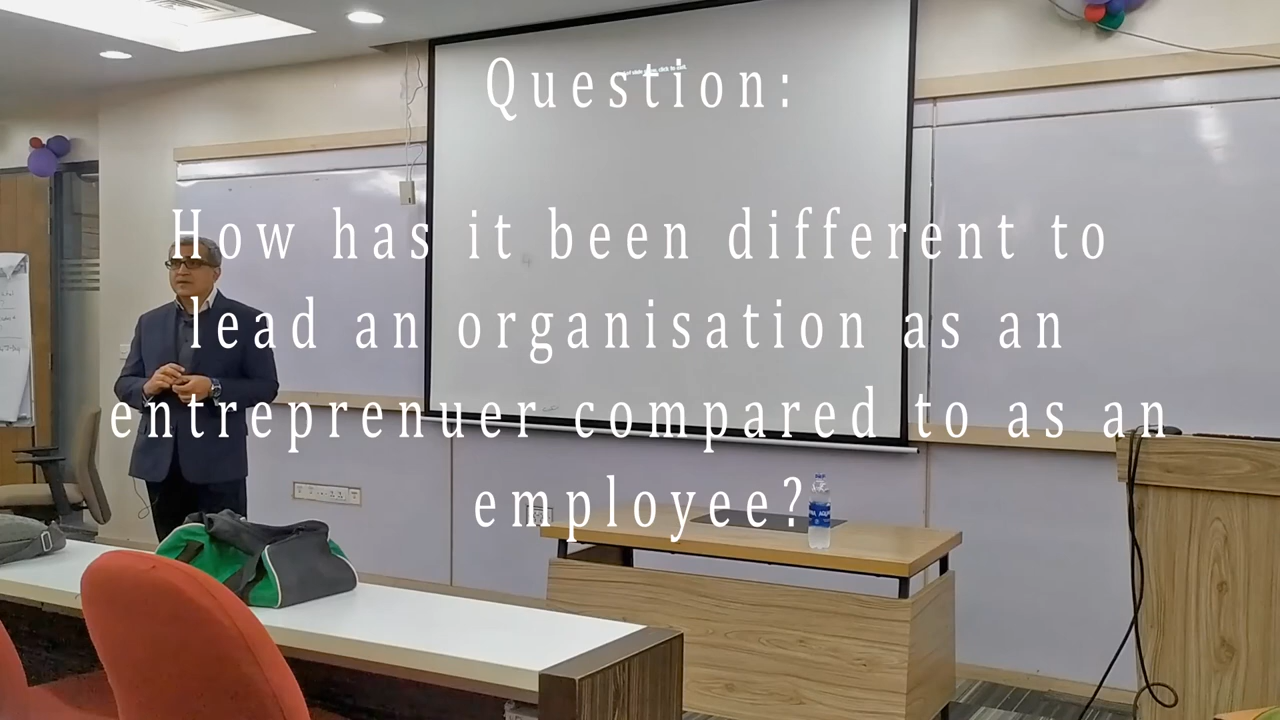 Question:
How has it been different to
lead an organisation as an
entreprenuer compared to as an
employee?